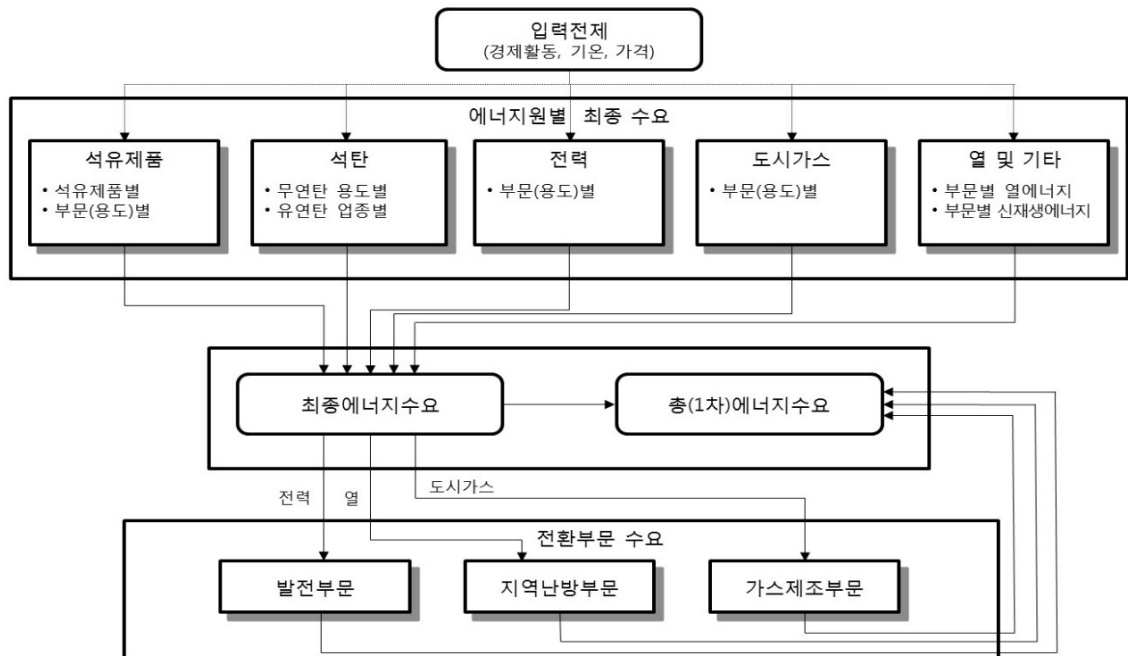 입력전제
(경제활동, 기온, 가격)
에너지원별 최종 수요
석유제품
• 석유제품별
• 부문(용도)별
석탄
• 무연탄 용도별
• 유연탄 업종별
전력
• 부문(용도)별
도시가스
• 부문(용도)별
열 및 기타
• 부문별 열에너지
• 부문별 신재생에너지
최종에너지수요
총(1차)에너지수요
전력
열
도시가스
전환부문 수요
발전부문
지역난방부문
가스제조부문